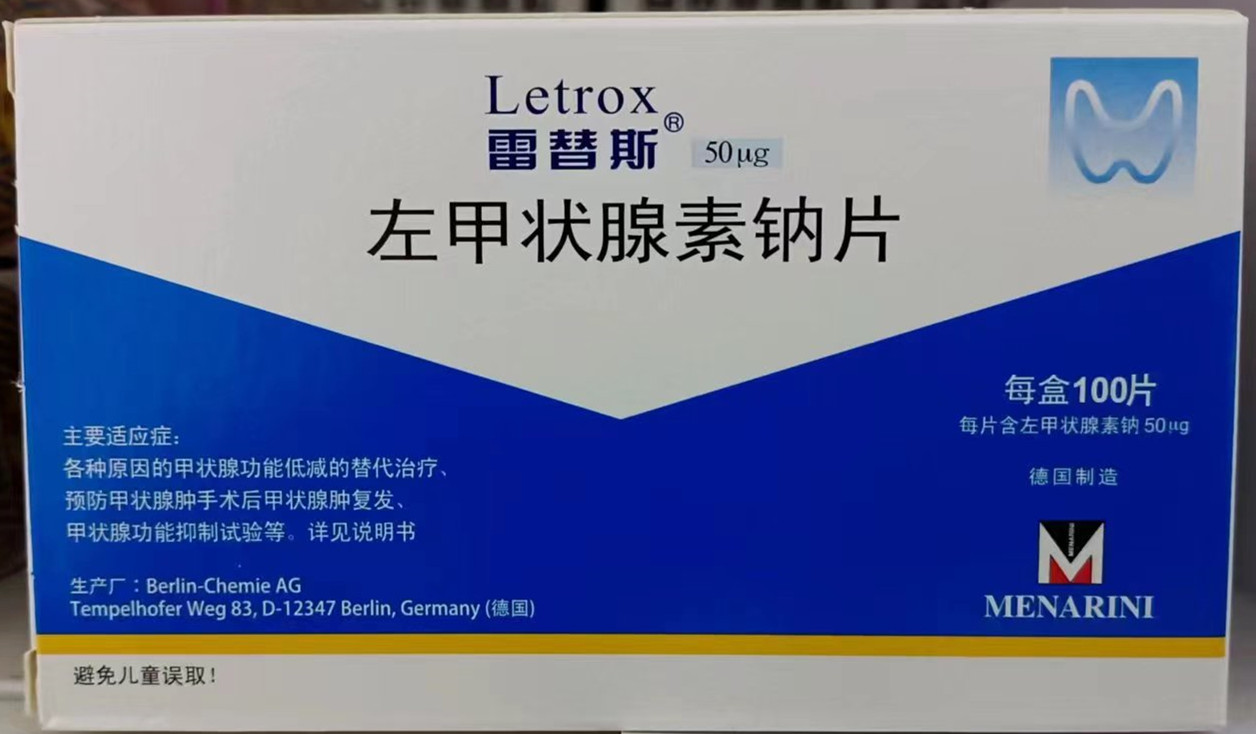 Letrox
雷替斯® 50μg
左甲状腺素钠片
每盒100片
每片含左甲状腺素钠50μg
德国制造
主要适应症:
各种原因的甲状腺功能低减的替代治疗、
预防甲状腺肿手术后甲状腺肿复发、
甲状腺功能抑制试验等。详见说明书
生产厂:Berlin-Chemie AG
Tempelhofer Weg 83, D-12347 Berlin, Germany (德国)
MENARINI
MENARINI
避免儿童误取!